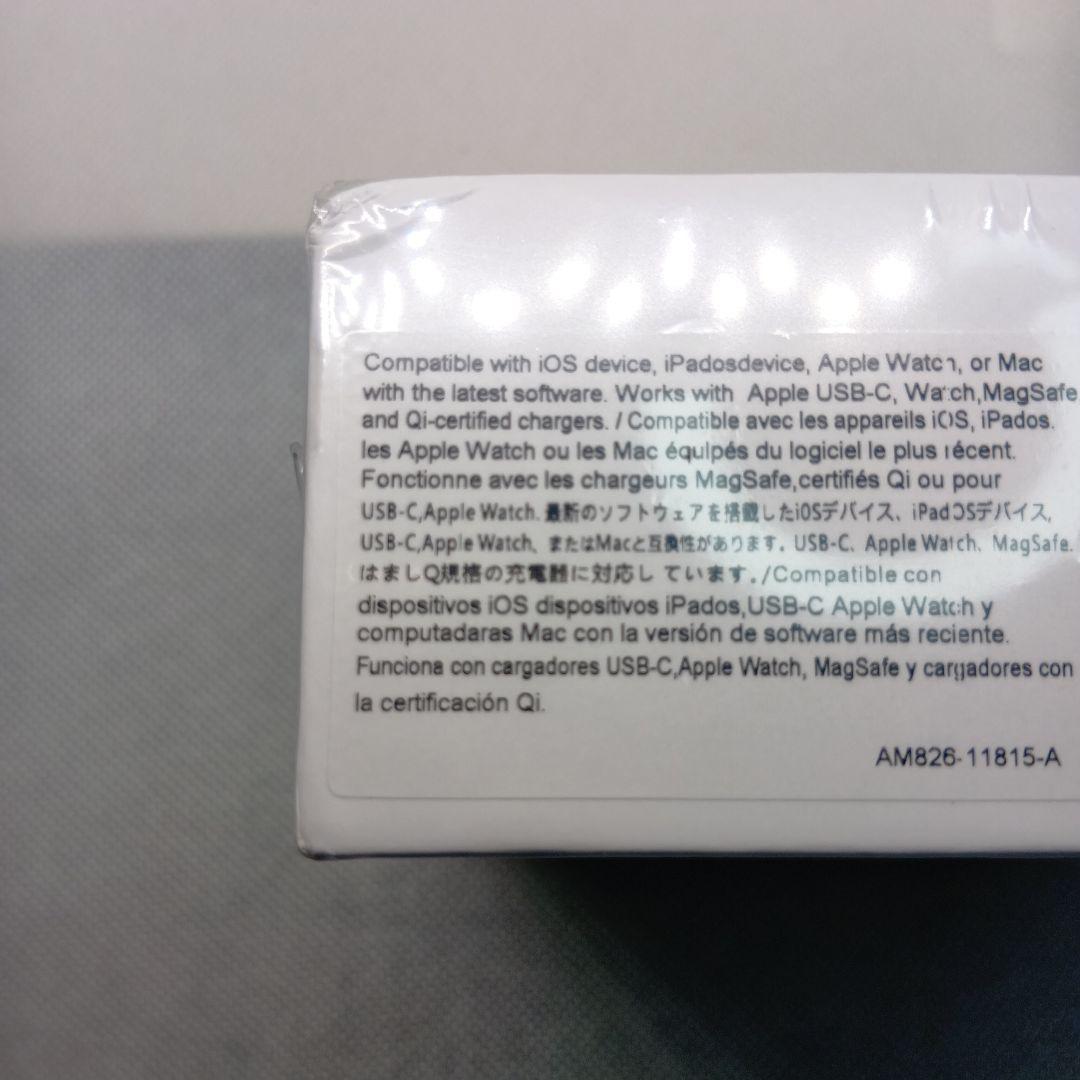 Compatible with iOS device, iPadosdevice, Apple Watch, or Mac
with the latest software. Works with Apple USB-C, Watch,MagSafe
and Qi-certified chargers. / Compatible avec les appareils iOS, iPados.
les Apple Watch ou les Mac équipés du logiciel le plus récent.
Fonctionne avec les chargeurs MagSafe,certifiés Qi ou pour
USB-C,Apple Watch. 最新のソフトウェアを搭載したiOSデバイス、iPadOSデバイス,
USB-C,Apple Watch、またはMacと互換性があります. USB-C、Apple Watch、MagSafe.
はましQ規格の充電器に対応し ています./Compatible con
dispositivos iOS dispositivos iPados,USB-C Apple Watch y
computadaras Mac con la versión de software más reciente.
Funciona con cargadores USB-C,Apple Watch, MagSafe y cargadores con
la certificación Qi.
AM826-11815-A